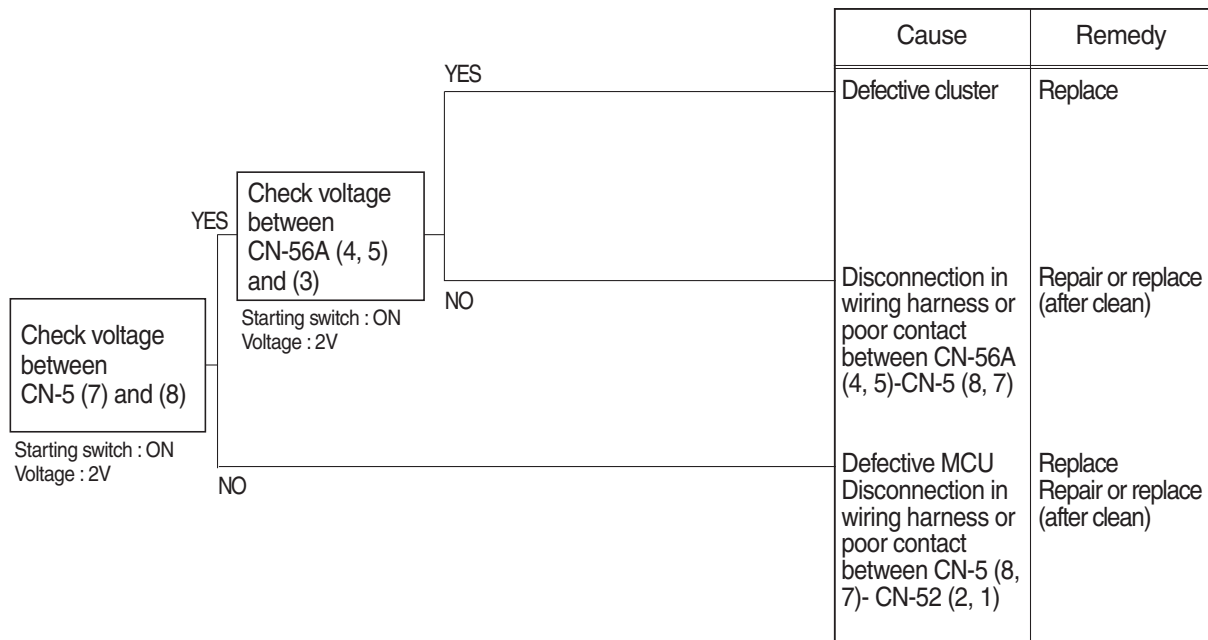 Cause
Remedy
YES
Defective cluster
Replace
Check voltage
between
CN-56A (4, 5)
and (3)
YES
Starting switch : ON
Voltage : 2V
NO
Disconnection in
wiring harness or
poor contact
between CN-56A
(4, 5)-CN-5 (8, 7)
Repair or replace
(after clean)
Check voltage
between
CN-5 (7) and (8)
Starting switch : ON
Voltage : 2V
NO
Defective MCU
Disconnection in
wiring harness or
poor contact
between CN-5 (8,
7)- CN-52 (2, 1)
Replace
Repair or replace
(after clean)